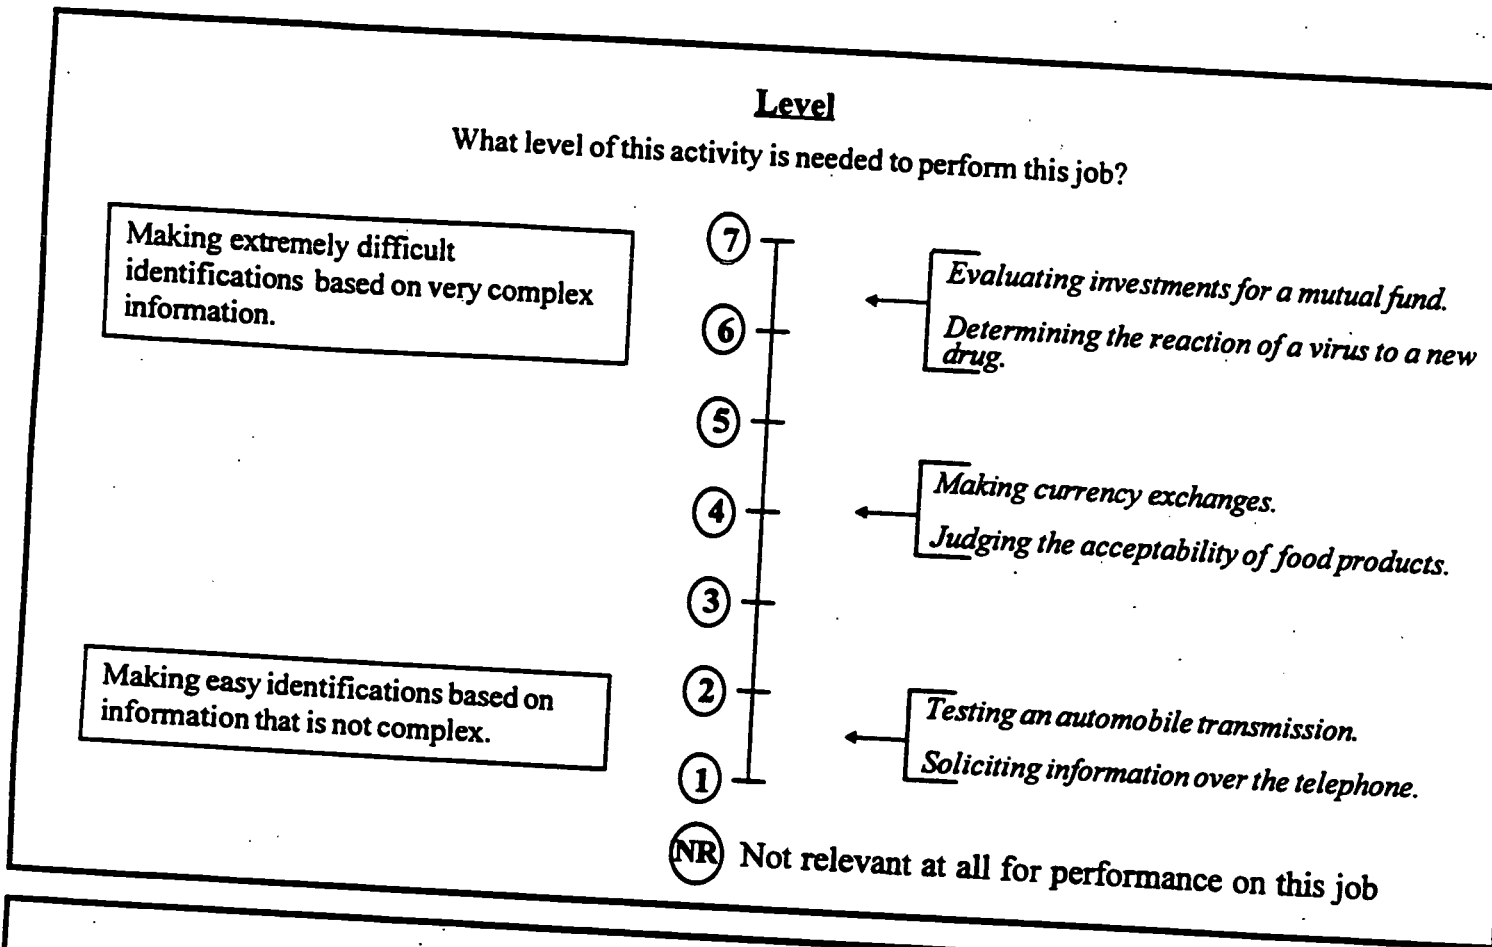 Level
What level of this activity is needed to perform this job?
Making extremely difficult
identifications based on very complex
information.
7
6
5
4
3
2
1
Evaluating investments for a mutual fund.
Determining the reaction of a virus to a new
drug.
Making currency exchanges.
Judging the acceptability of food products.
Making easy identifications based on
information that is not complex.
Testing an automobile transmission.
Soliciting information over the telephone.
NR Not relevant at all for performance on this job